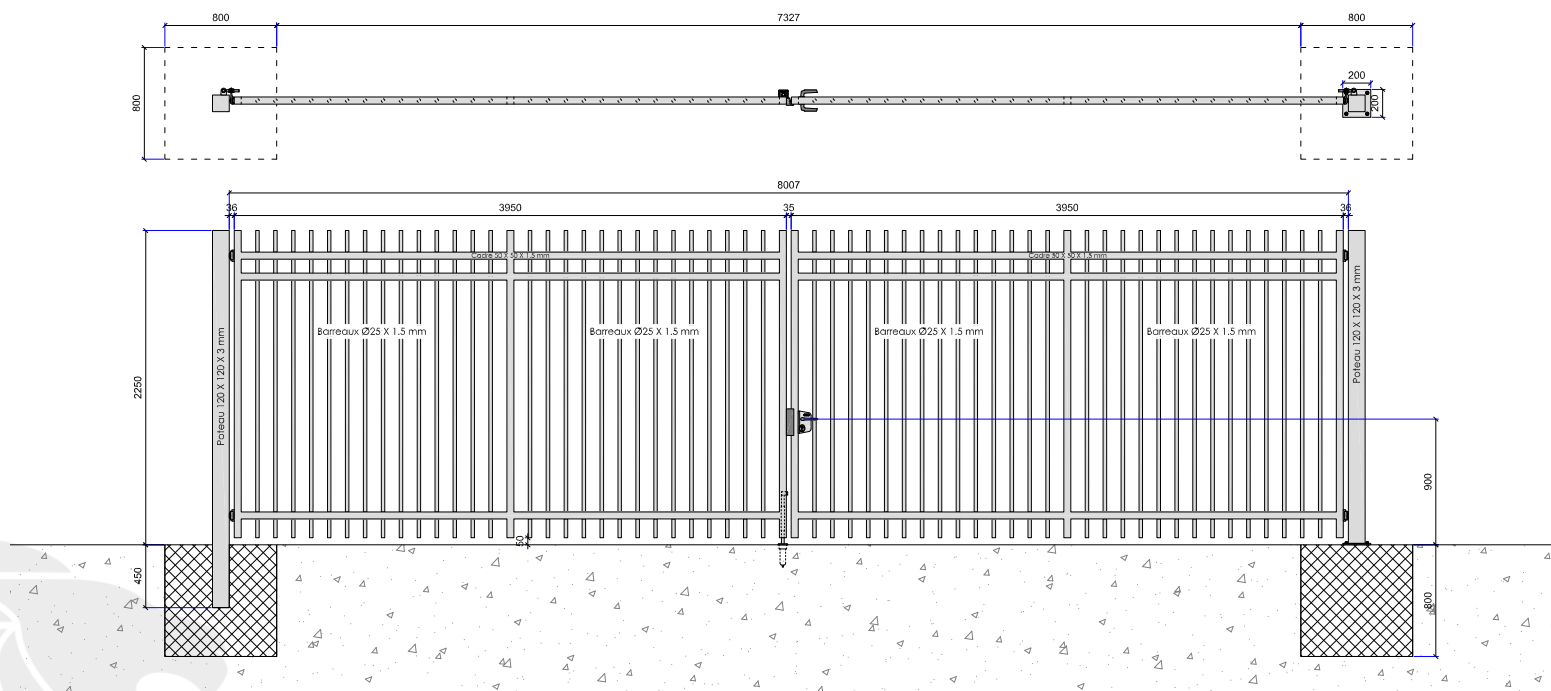 800
7327
800
800
200
200
8007
36
3950
35
3950
36
Cadre 50 X 50 X 1.5 mm
Cadre 50 X 50 X 1.5 mm
Barreaux Ø25 X 1.5 mm
Barreaux Ø25 X 1.5 mm
Barreaux Ø25 X 1.5 mm
Barreaux Ø25 X 1.5 mm
Poteau 120 X 120 X 3 mm
Poteau 120 X 120 X 3 mm
2250
900
50
450
800